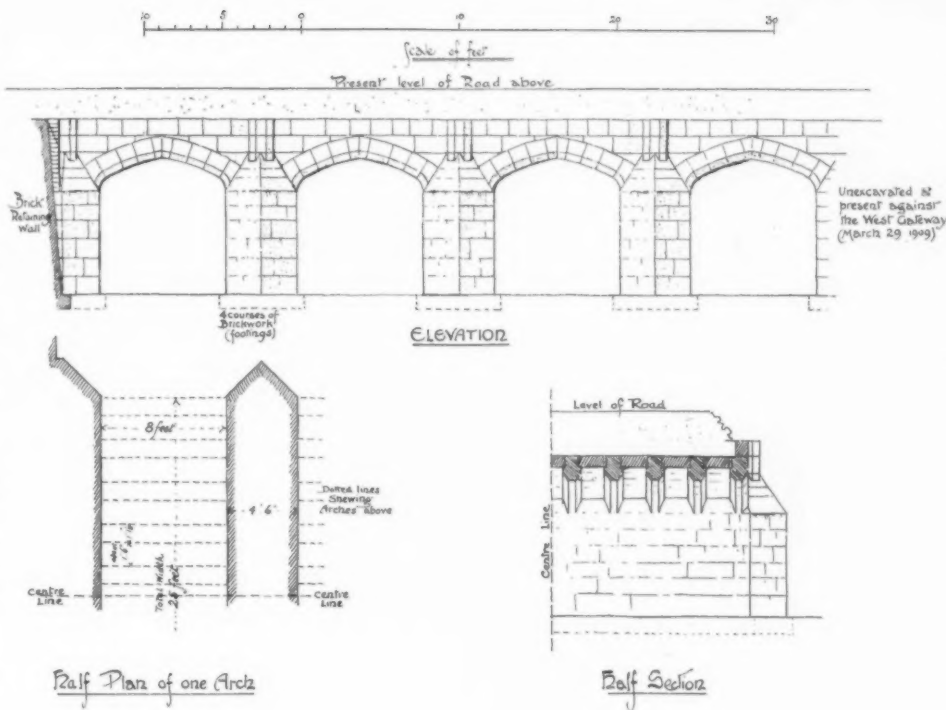 10 5 0 10 20 30
Scale of feet
Present level of Road above
Brick
Retaining
Wall
Unexcavated at
present against
the West Gateway
(March 29 1909)
4 courses of
Brickwork
(footings)
ELEVATION
8 feet
4' 6"
Dotted lines
Shewing
Arches above
Total Width
26 feet
Centre
Line
Centre
Line
Half Plan of one Arch
Level of Road
Centre Line
Half Section